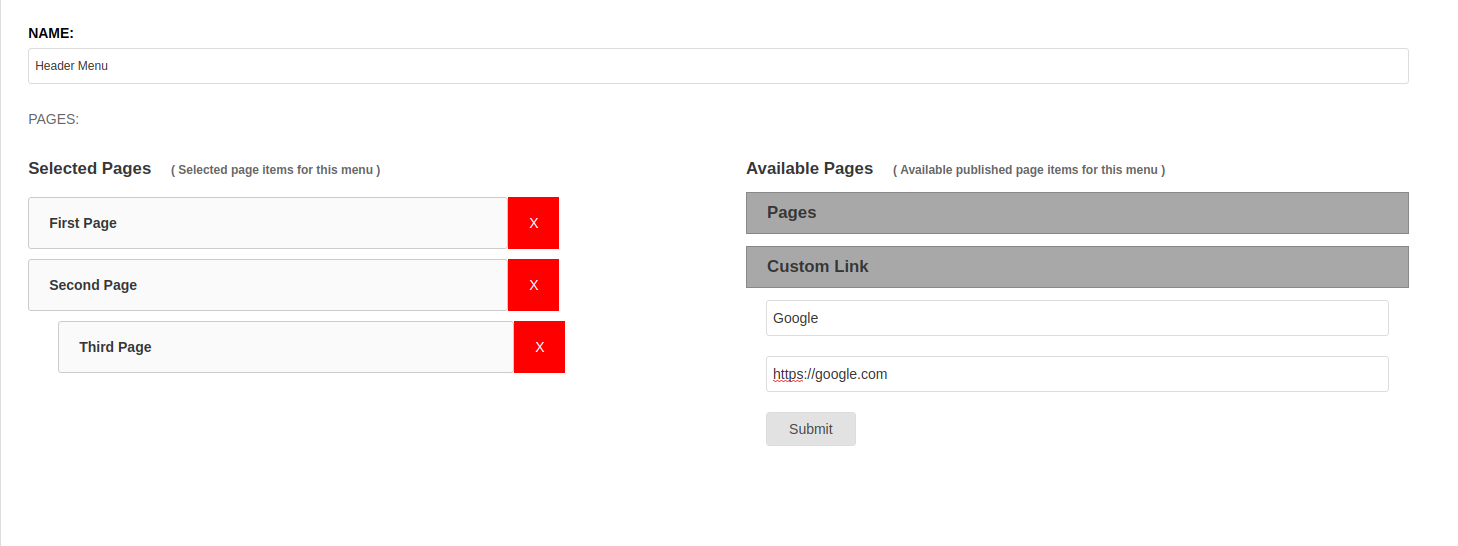 NAME:
Header Menu
PAGES:
Selected Pages ( Selected page items for this menu )
First Page X
Second Page X
Third Page X
Available Pages ( Available published page items for this menu )
Pages
Custom Link
Google
https://google.com
Submit